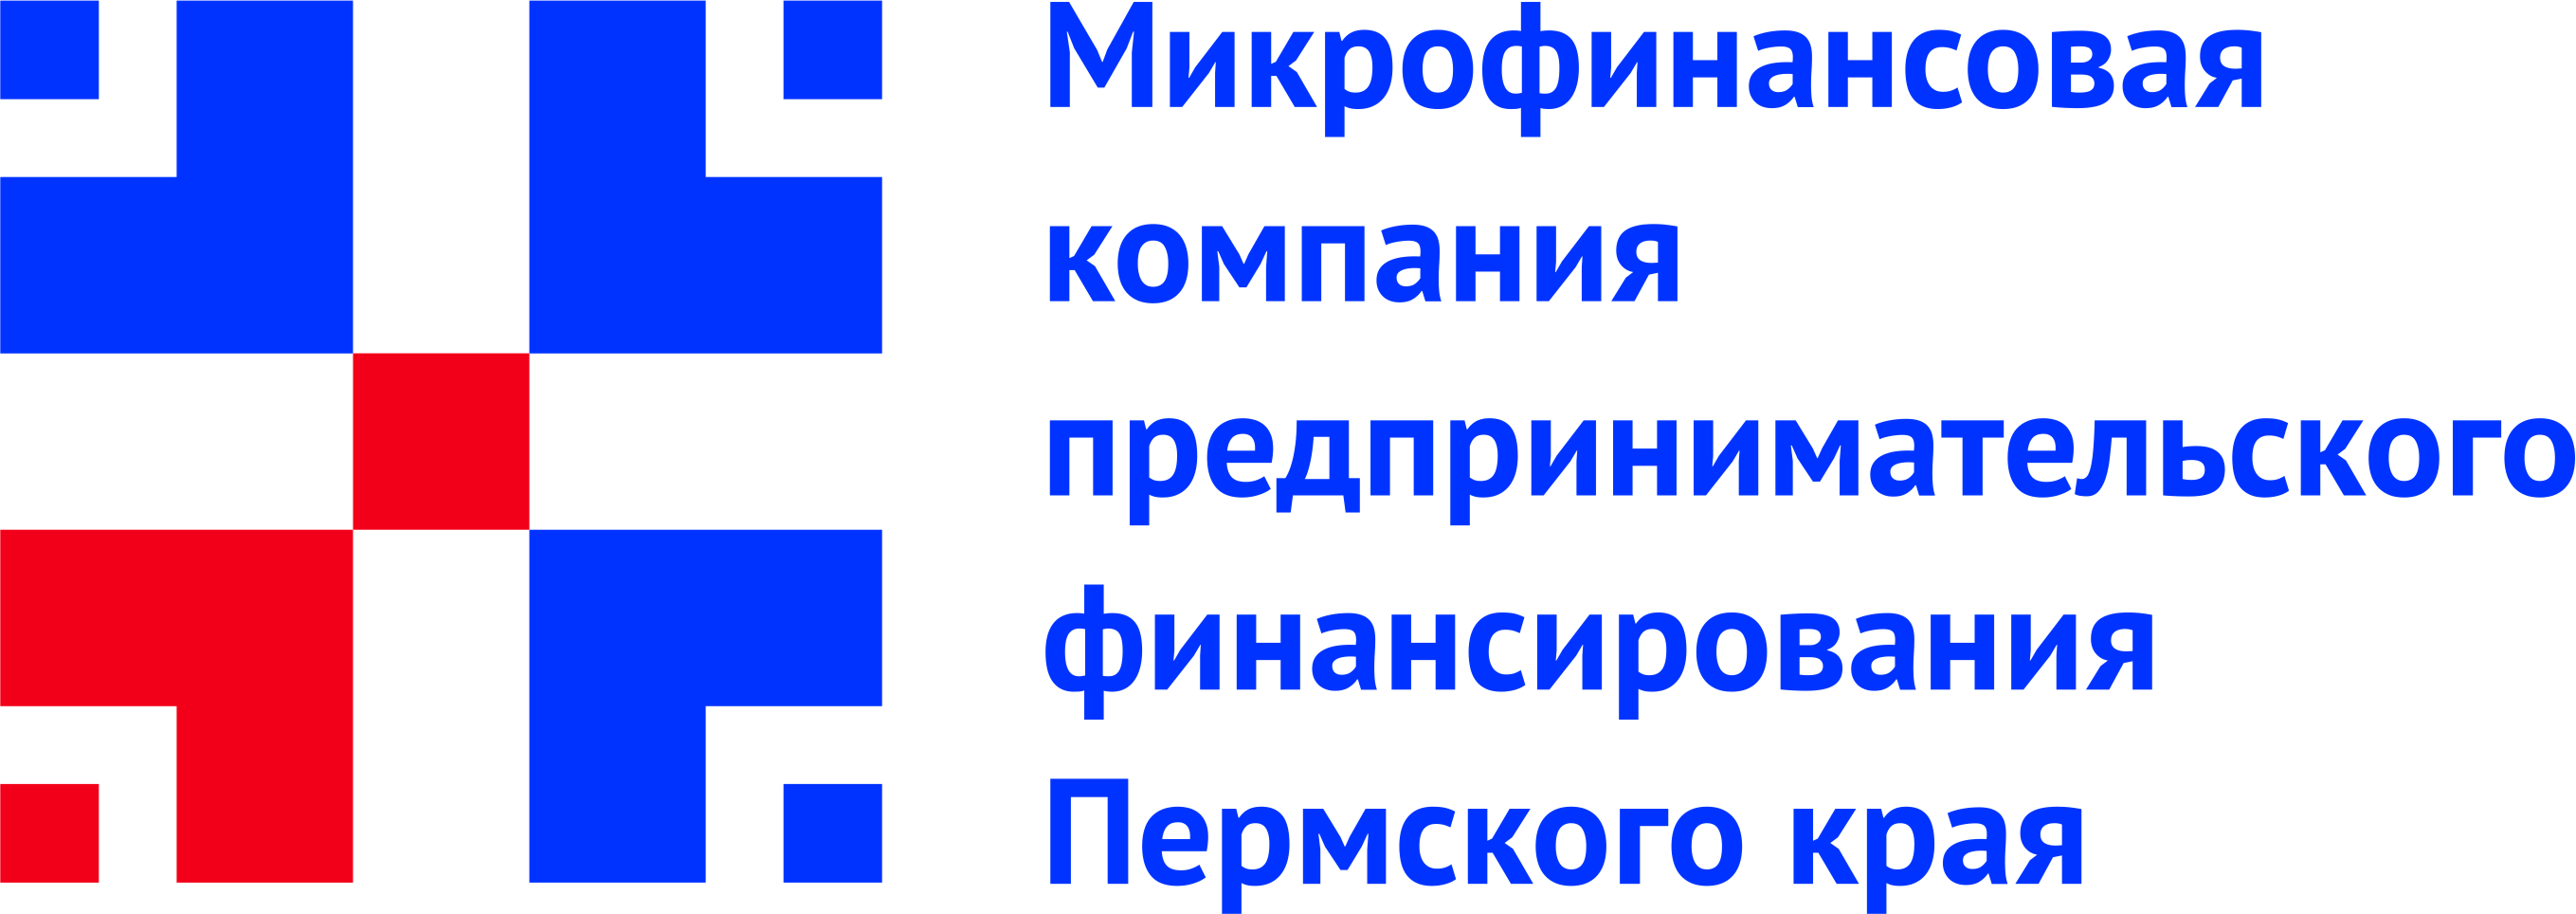 Микрофинансовая
компания
предпринимательского
финансирования
Пермского края